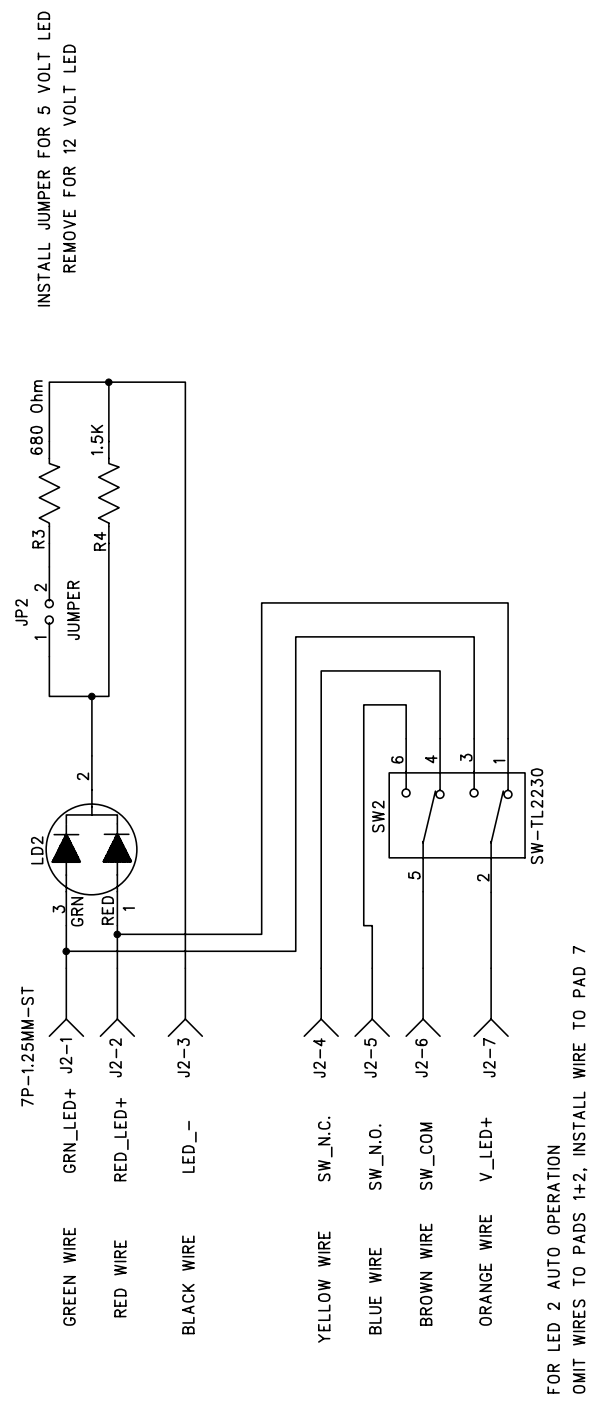 INSTALL JUMPER FOR 5 VOLT LED
REMOVE FOR 12 VOLT LED
JP2
1
2
JUMPER
R3
680 Ohm
R4
1.5K
LD2
2
3
GRN
RED
1
7P-1.25MM-ST
GREEN WIRE
GRN_LED+
J2-1
RED WIRE
RED_LED+
J2-2
BLACK WIRE
LED_-
J2-3
YELLOW WIRE
SW_N.C.
J2-4
BLUE WIRE
SW_N.O.
J2-5
BROWN WIRE
SW_COM
J2-6
ORANGE WIRE
V_LED+
J2-7
SW2
6
4
3
1
5
2
SW-TL2230
FOR LED 2 AUTO OPERATION
OMIT WIRES TO PADS 1+2, INSTALL WIRE TO PAD 7